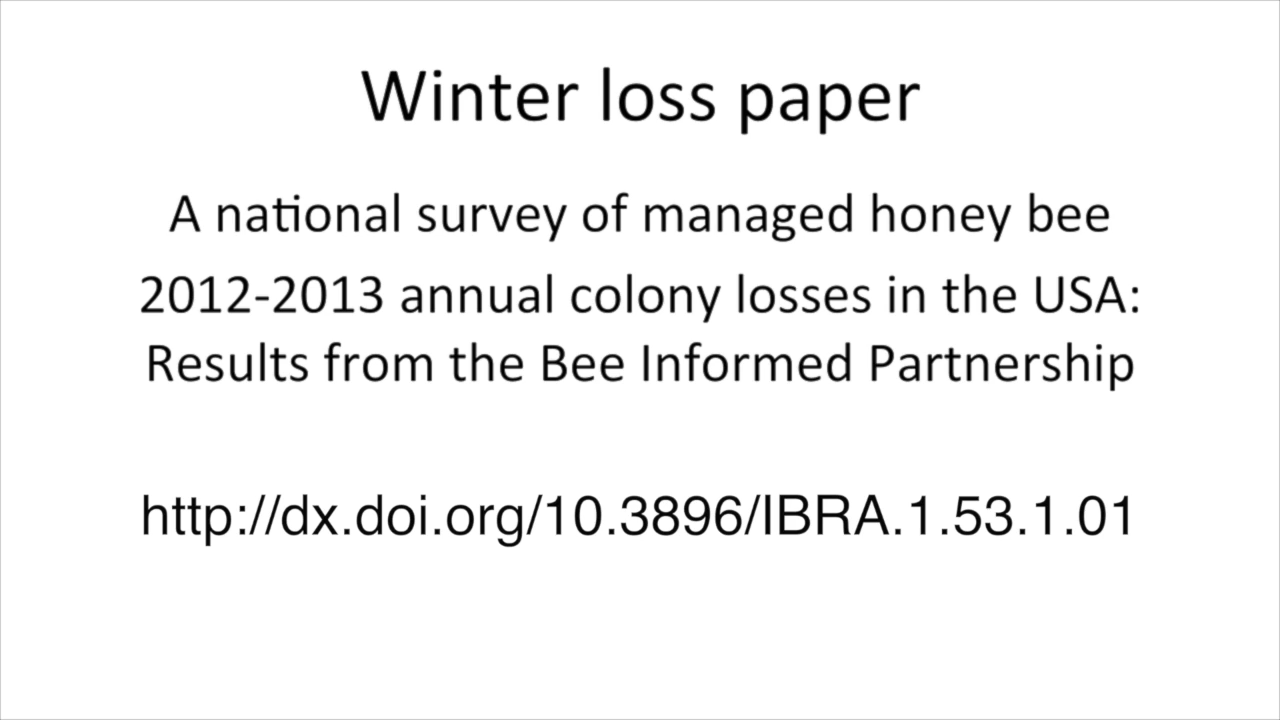 Winter loss paper
A national survey of managed honey bee
2012-2013 annual colony losses in the USA:
Results from the Bee Informed Partnership
http://dx.doi.org/10.3896/IBRA.1.53.1.01